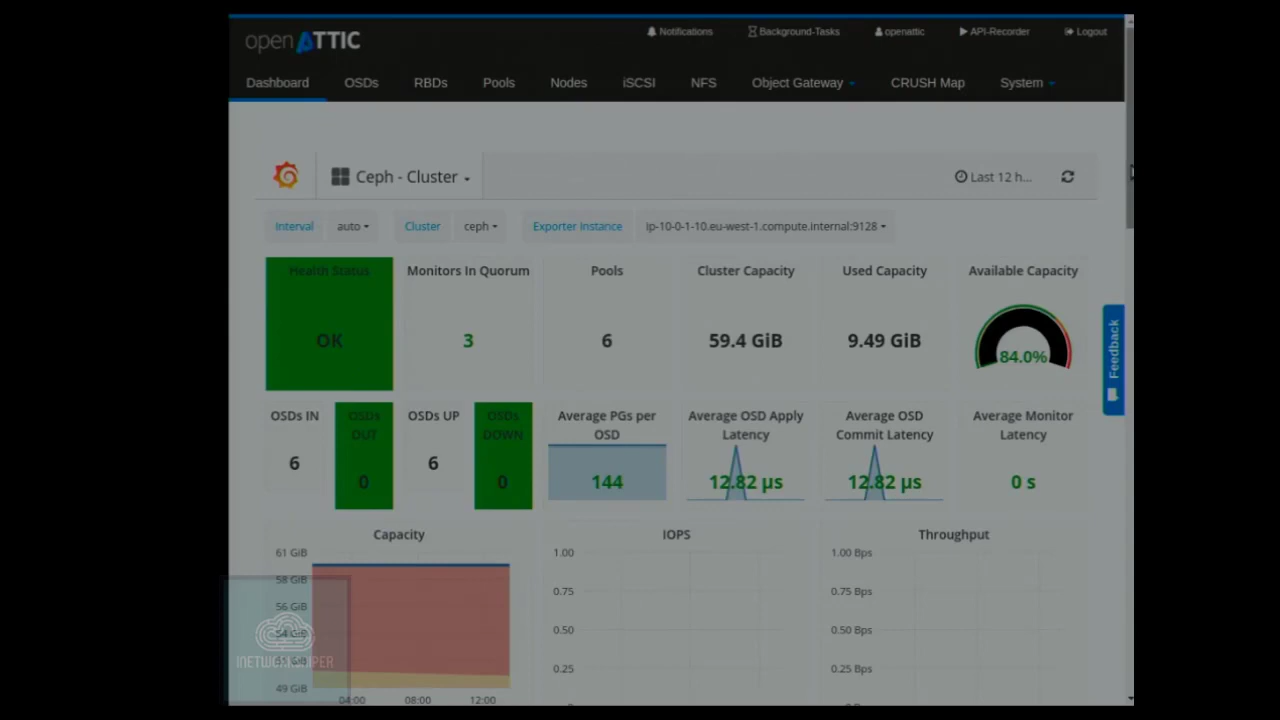 openATTIC
Notifications Background-Tasks openattic API-Recorder Logout
Dashboard OSDs RBDs Pools Nodes iSCSI NFS Object Gateway CRUSH Map System
Ceph - Cluster Last 12 h...
Interval auto Cluster ceph Exporter Instance ip-10-0-1-10.eu-west-1.compute.internal:9128
Health Status Monitors In Quorum Pools Cluster Capacity Used Capacity Available Capacity
OK 3 6 59.4 GiB 9.49 GiB 84.0%
Feedback
OSDs IN OSDs OUT OSDs UP OSDs DOWN Average PGs per OSD Average OSD Apply Latency Average OSD Commit Latency Average Monitor Latency
6 0 6 0 144 12.82 µs 12.82 µs 0 s
Capacity IOPS Throughput
61 GiB 1.00 1.00 Bps
58 GiB 0.75 0.75 Bps
56 GiB
54 GiB 0.50 0.50 Bps
0.25 0.25 Bps
49 GiB
04:00 08:00 12:00